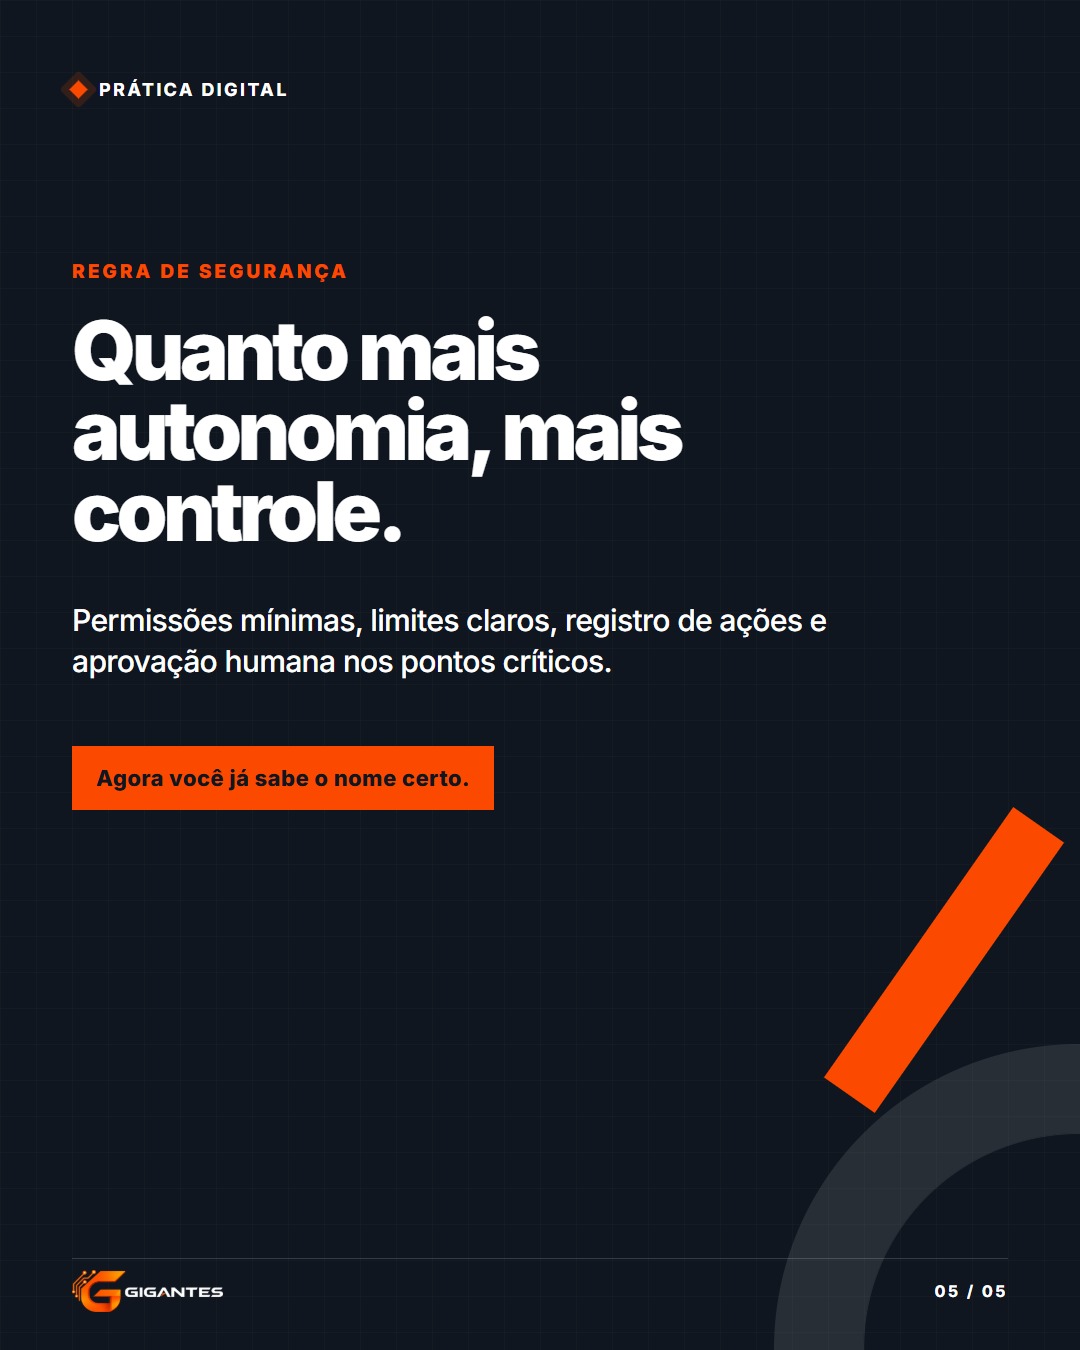 PRÁTICA DIGITAL
REGRA DE SEGURANÇA
Quanto mais
autonomia, mais
controle.
Permissões mínimas, limites claros, registro de ações e
aprovação humana nos pontos críticos.
Agora você já sabe o nome certo.
GIGANTES
05 / 05